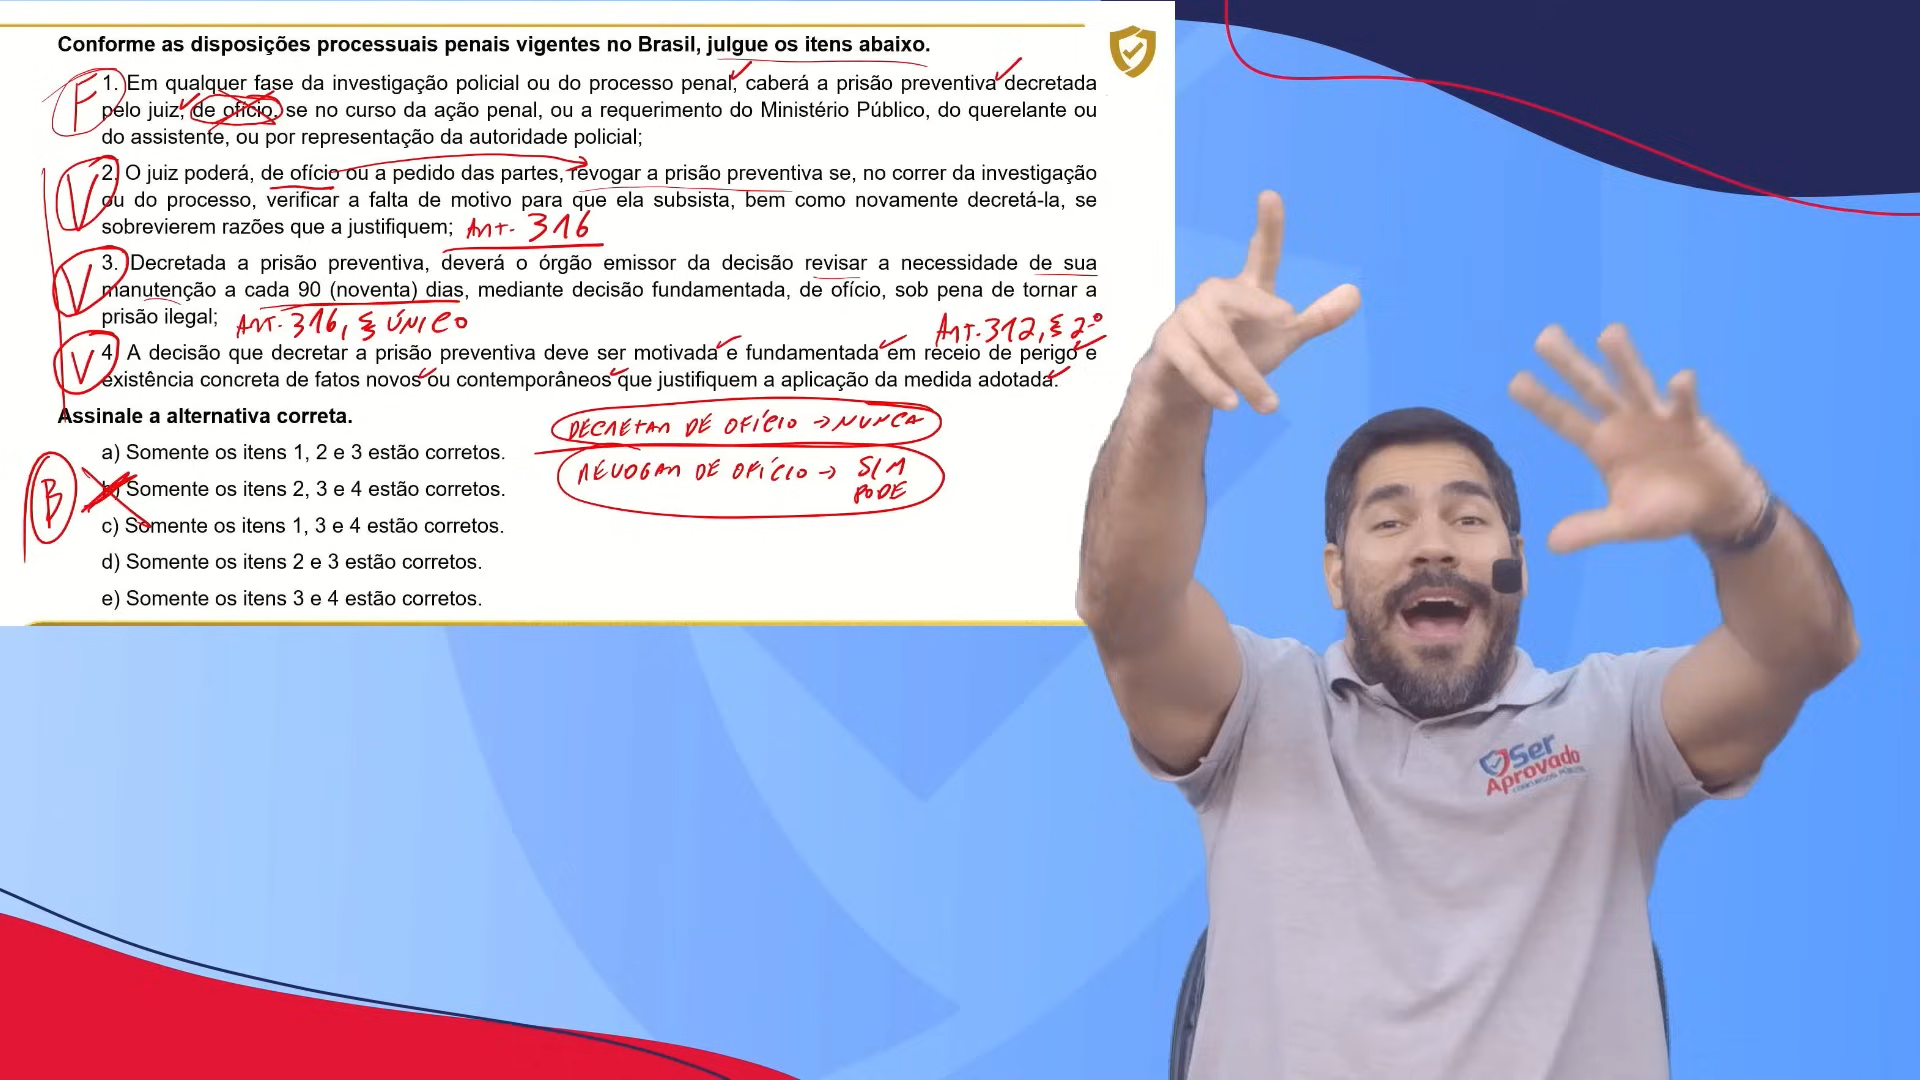 Conforme as disposições processuais penais vigentes no Brasil, julgue os itens abaixo.
F 1. Em qualquer fase da investigação policial ou do processo penal, caberá a prisão preventiva decretada
pelo juiz, de ofício, se no curso da ação penal, ou a requerimento do Ministério Público, do querelante ou
do assistente, ou por representação da autoridade policial;
V 2. O juiz poderá, de ofício ou a pedido das partes, revogar a prisão preventiva se, no correr da investigação
ou do processo, verificar a falta de motivo para que ela subsista, bem como novamente decretá-la, se
sobrevierem razões que a justifiquem; ART. 316
V 3. Decretada a prisão preventiva, deverá o órgão emissor da decisão revisar a necessidade de sua
manutenção a cada 90 (noventa) dias, mediante decisão fundamentada, de ofício, sob pena de tornar a
prisão ilegal; ART. 316, § ÚNICO ART. 312, § 2º
V 4. A decisão que decretar a prisão preventiva deve ser motivada e fundamentada em receio de perigo e
existência concreta de fatos novos ou contemporâneos que justifiquem a aplicação da medida adotada.
Assinale a alternativa correta.
DECRETAR DE OFÍCIO → NUNCA
a) Somente os itens 1, 2 e 3 estão corretos.
REVOGAR DE OFÍCIO → SIM
PODE
B b) Somente os itens 2, 3 e 4 estão corretos.
c) Somente os itens 1, 3 e 4 estão corretos.
d) Somente os itens 2 e 3 estão corretos.
e) Somente os itens 3 e 4 estão corretos.
Ser
Aprovado